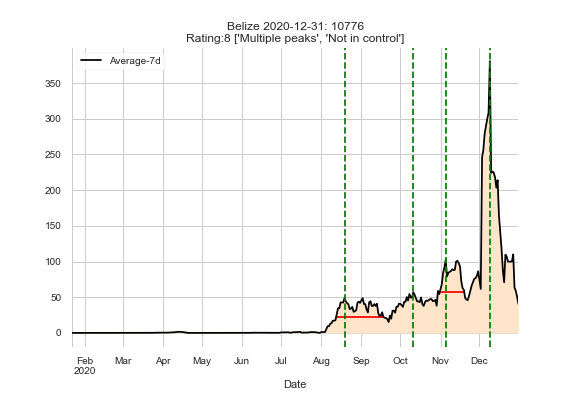 Belize 2020-12-31: 10776
Rating:8 ['Multiple peaks', 'Not in control']
Average-7d
350
300
250
200
150
100
50
0
Feb Mar Apr May Jun Jul Aug Sep Oct Nov Dec
2020
Date